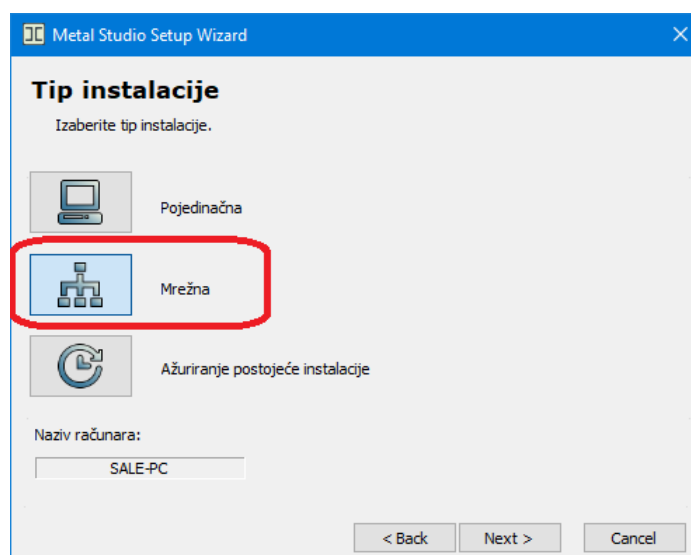 Metal Studio Setup Wizard
Tip instalacije
Izaberite tip instalacije.
Pojedinačna
Mrežna
Ažuriranje postojeće instalacije
Naziv računara:
SALE-PC
< Back Next > Cancel